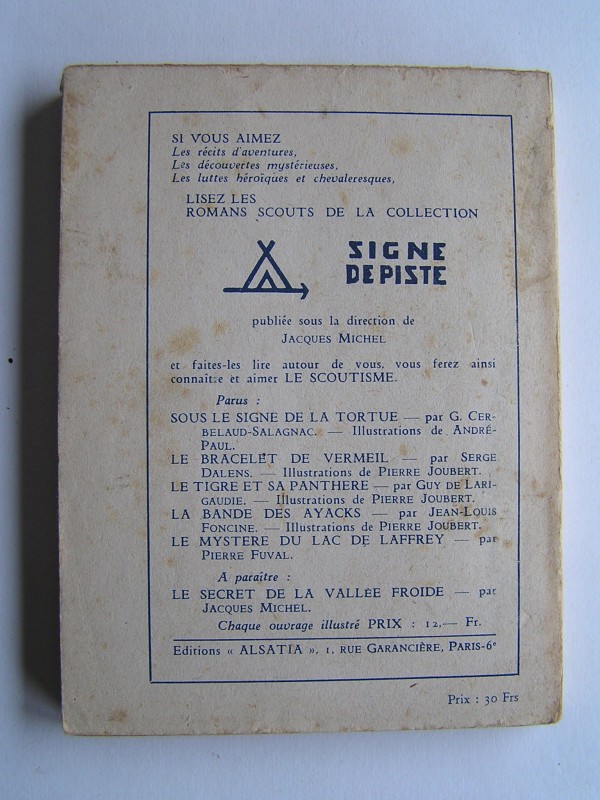 SI VOUS AIMEZ
Les récits d'aventures,
Les découvertes mystérieuses,
Les luttes héroïques et chevaleresques,
LISEZ LES
ROMANS SCOUTS DE LA COLLECTION
SIGNE
DE PISTE
publiée sous la direction de
JACQUES MICHEL
et faites-les lire autour de vous, vous ferez ainsi
connaître et aimer LE SCOUTISME.
Parus :
SOUS LE SIGNE DE LA TORTUE — par G. CER-
BELAUD-SALAGNAC. — Illustrations de ANDRÉ-
PAUL.
LE BRACELET DE VERMEIL — par SERGE
DALENS. — Illustrations de PIERRE JOUBERT.
LE TIGRE ET SA PANTHERE — par GUY DE LARI-
GAUDIE. — Illustrations de PIERRE JOUBERT.
LA BANDE DES AYACKS — par JEAN-LOUIS
FONCINE. — Illustrations de PIERRE JOUBERT.
LE MYSTERE DU LAC DE LAFFREY — par
PIERRE FUVAL.
A paraître :
LE SECRET DE LA VALLÉE FROIDE — par
JACQUES MICHEL.
Chaque ouvrage illustré PRIX : 12,— Fr.
Editions « ALSATIA », 1, RUE GARANCIÈRE, PARIS-6e
Prix : 30 Frs